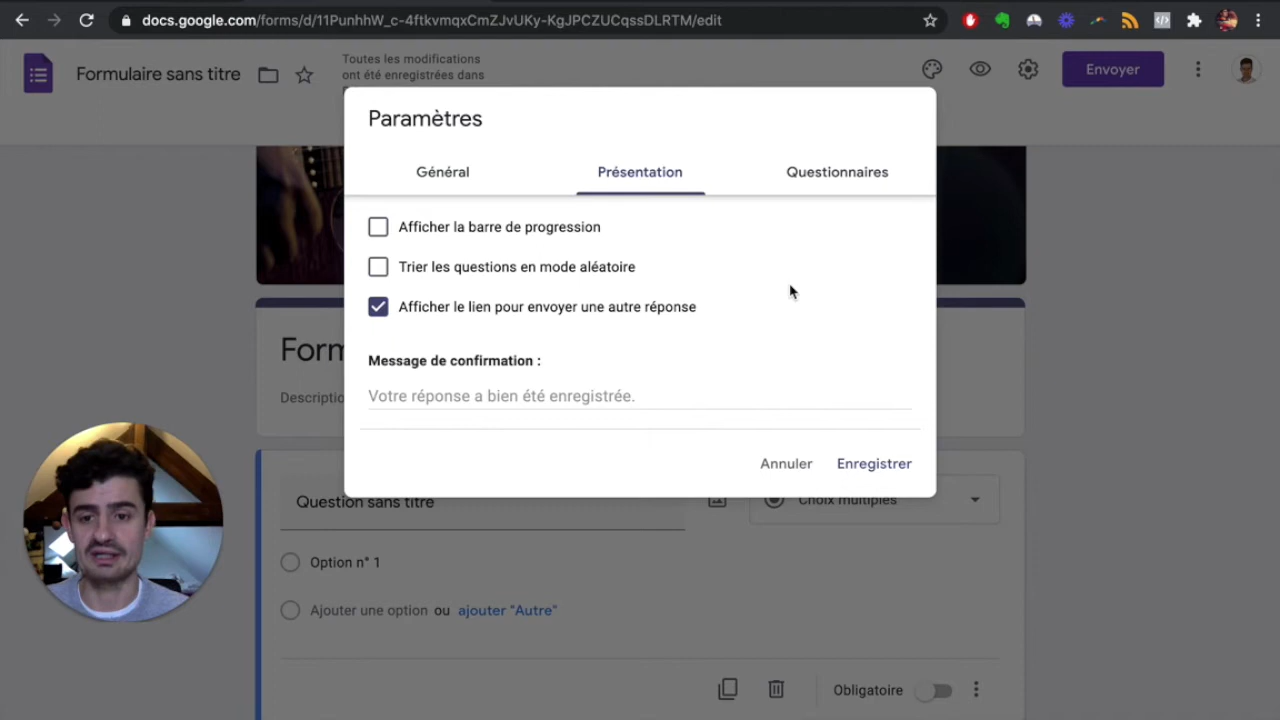 docs.google.com/forms/d/11PunhhW_c-4ftkvmqxCmZJvUKy-KgJPCZUCqssDLRTM/edit
Formulaire sans titre
Toutes les modifications
ont été enregistrées dans
Envoyer
Paramètres
Général
Présentation
Questionnaires
Afficher la barre de progression
Trier les questions en mode aléatoire
Afficher le lien pour envoyer une autre réponse
Form
Message de confirmation :
Descriptio
Votre réponse a bien été enregistrée.
Annuler
Enregistrer
Question sans titre
Choix multiples
Option n° 1
Ajouter une option ou ajouter "Autre"
Obligatoire